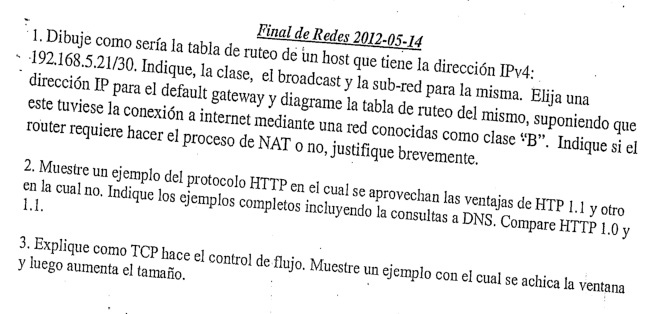 Final de Redes 2012-05-14
1. Dibuje como sería la tabla de ruteo de un host que tiene la dirección IPv4:
192.168.5.21/30. Indique, la clase, el broadcast y la sub-red para la misma. Elija una
dirección IP para el default gateway y diagrame la tabla de ruteo del mismo, suponiendo que
este tuviese la conexión a internet mediante una red conocidas como clase “B”. Indique si el
router requiere hacer el proceso de NAT o no, justifique brevemente.
2. Muestre un ejemplo del protocolo HTTP en el cual se aprovechan las ventajas de HTP 1.1 y otro
en la cual no. Indique los ejemplos completos incluyendo la consultas a DNS. Compare HTTP 1.0 y
1.1.
3. Explique como TCP hace el control de flujo. Muestre un ejemplo con el cual se achica la ventana
y luego aumenta el tamaño.